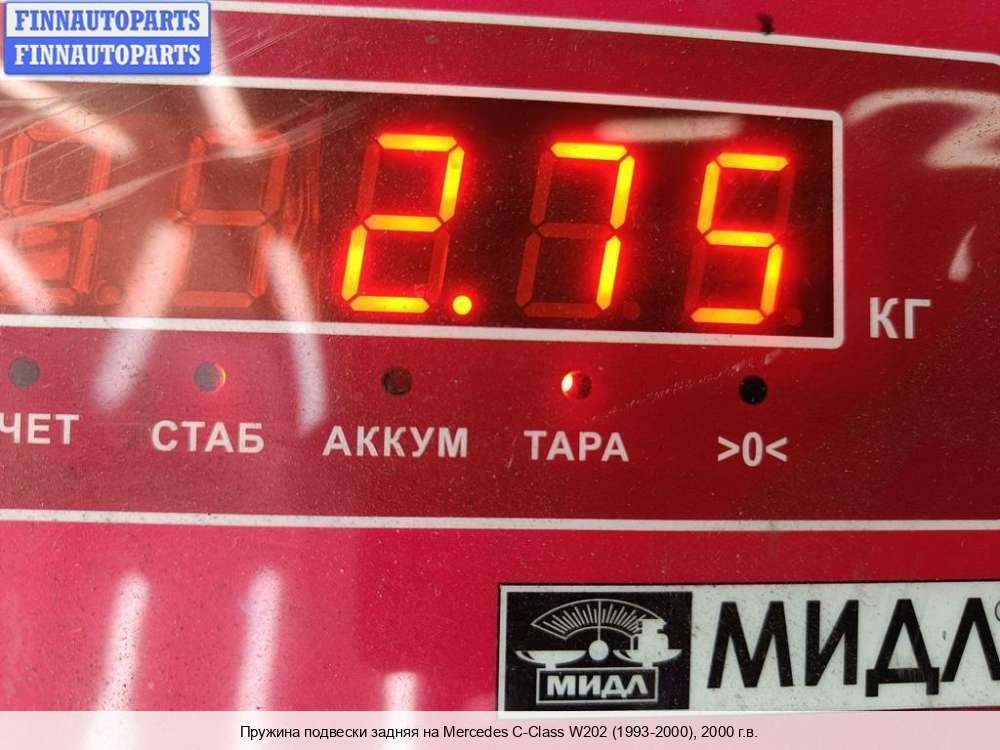 FINNAUTOPARTS
FINNAUTOPARTS
2.75
КГ
ЧЕТ СТАБ АККУМ ТАРА >0<
МИДЛ МИДЛ
Пружина подвески задняя на Mercedes C-Class W202 (1993-2000), 2000 г.в.